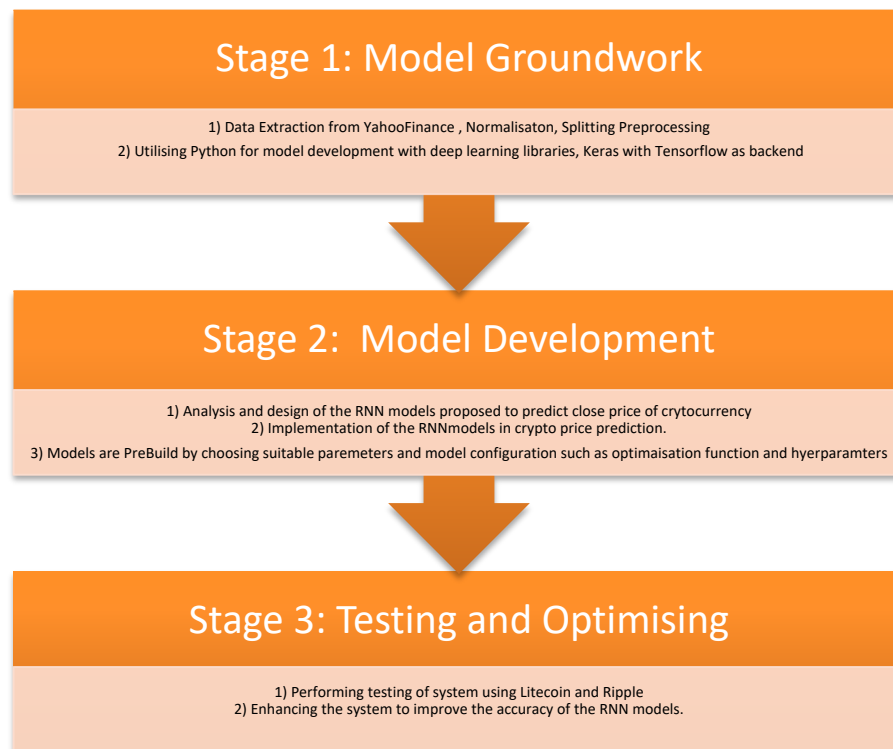 Stage 1: Model Groundwork
1) Data Extraction from YahooFinance , Normalisaton, Splitting Preprocessing
2) Utilising Python for model development with deep learning libraries, Keras with Tensorflow as backend
Stage 2:  Model Development
1) Analysis and design of the RNN models proposed to predict close price of crytocurrency
2) Implementation of the RNNmodels in crypto price prediction.
3) Models are PreBuild by choosing suitable paremeters and model configuration such as optimaisation function and hyerparamters
Stage 3: Testing and Optimising
1) Performing testing of system using Litecoin and Ripple
2) Enhancing the system to improve the accuracy of the RNN models.